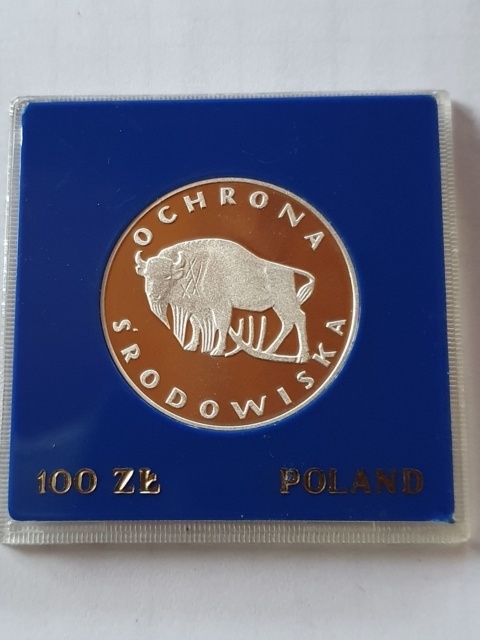 OCHRONA
ŚRODOWISKA
100 ZŁ
POLAND